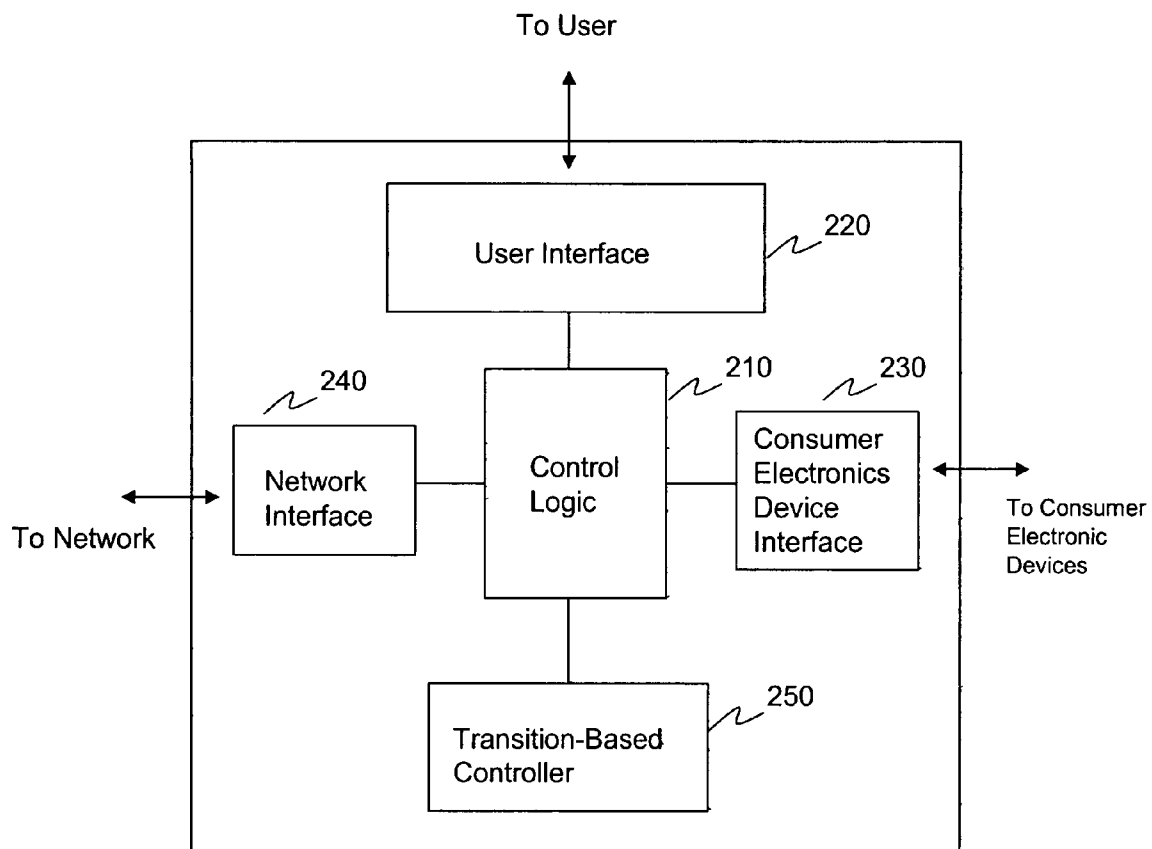 To User
User Interface
220
240
210
230
Network
Interface
Control
Logic
Consumer
Electronics
Device
Interface
To Network
To Consumer
Electronic
Devices
250
Transition-Based
Controller